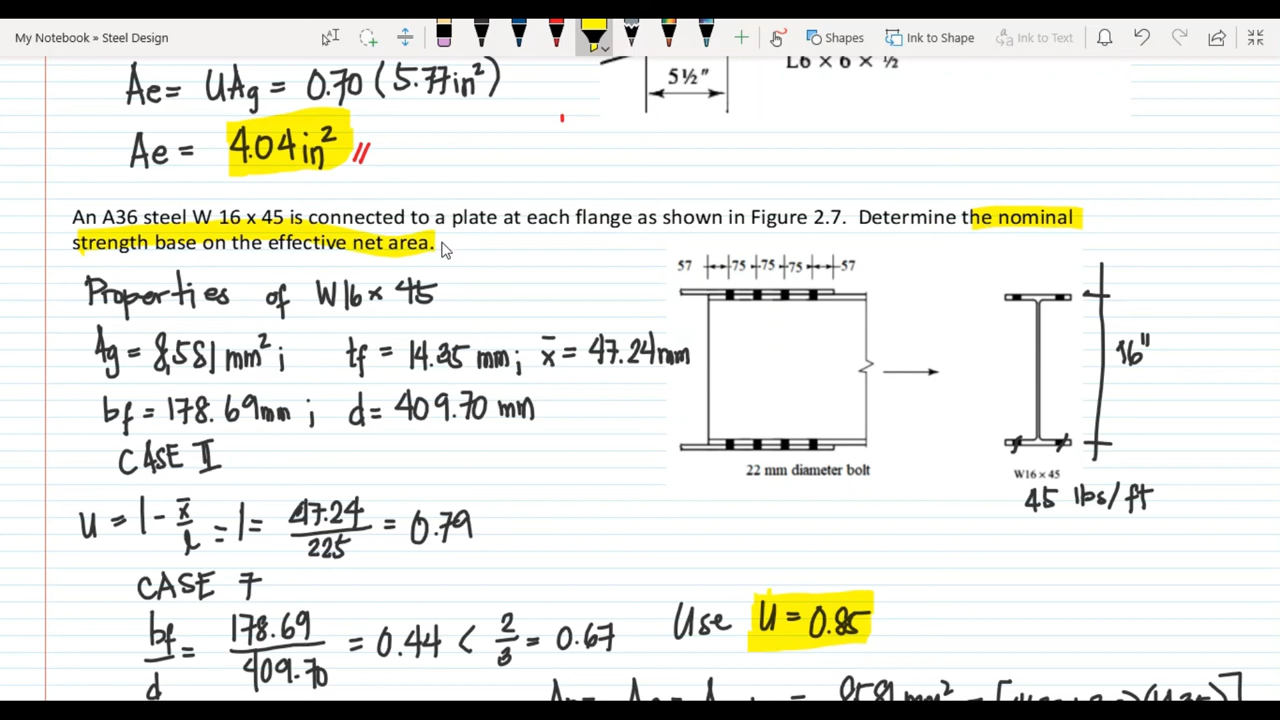 My Notebook » Steel Design
Shapes
Ink to Shape
Ink to Text
Ae = UAg = 0.70 (5.77in²)
5½"
L6 × 6 × ½
Ae = 4.04in² //
An A36 steel W 16 x 45 is connected to a plate at each flange as shown in Figure 2.7. Determine the nominal
strength base on the effective net area.
57 75 75 75 57
Properties of W16 × 45
Ag = 8,581 mm² ; tf = 14.35 mm ; x̄ = 47.24mm
16"
bf = 178.69mm ; d = 409.70 mm
CASE II
22 mm diameter bolt
W16 × 45
45 lbs/ft
U = 1 - x̄/l = 1 = 47.24/225 = 0.79
CASE 7
bf/d = 178.69/409.70 = 0.44 < 2/3 = 0.67
Use U = 0.85